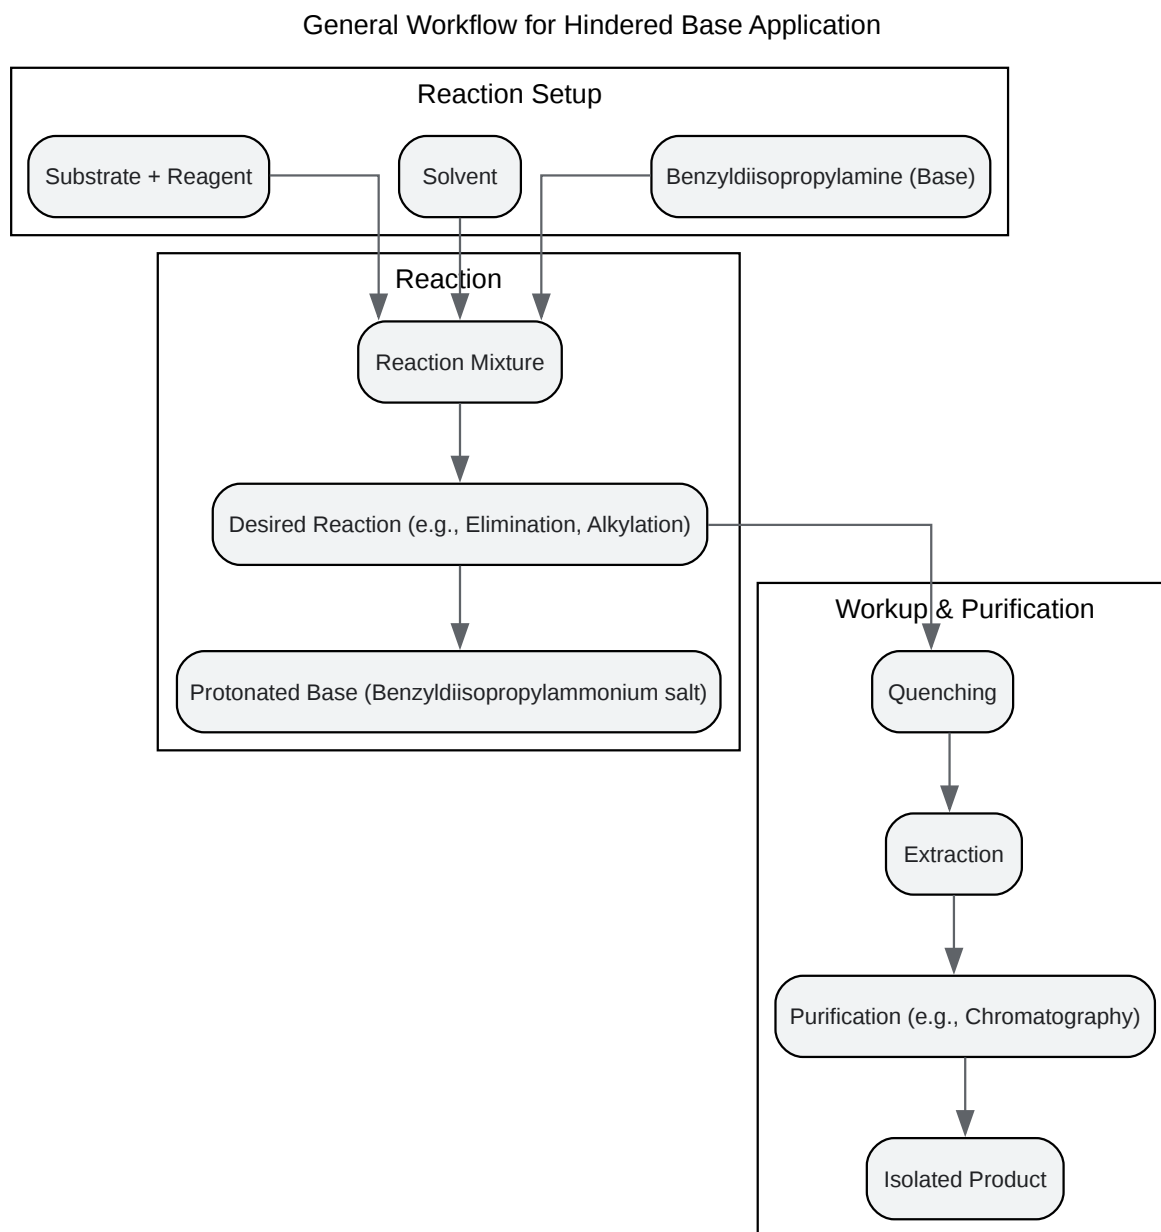 General Workflow for Hindered Base Application
Reaction Setup
Substrate + Reagent
Solvent
Benzyldiisopropylamine (Base)
Reaction
Reaction Mixture
Desired Reaction (e.g., Elimination, Alkylation)
Protonated Base (Benzyldiisopropylammonium salt)
Workup & Purification
Quenching
Extraction
Purification (e.g., Chromatography)
Isolated Product